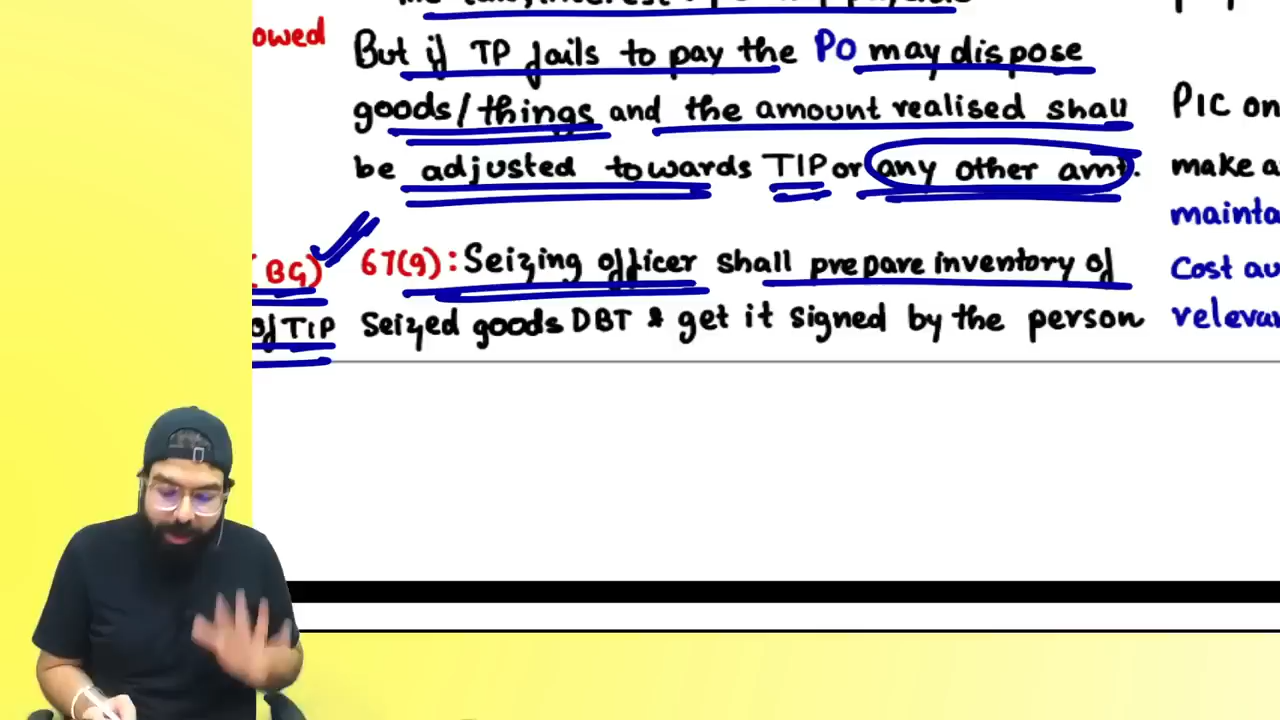 owed
But if TP fails to pay the PO may dispose
goods/things and the amount realised shall
be adjusted towards TIP or any other amt.
(BG)
67(9): Seizing officer shall prepare inventory of
of TIP
Seized goods DBT & get it signed by the person
PIC on
make a
mainta
Cost au
relevan